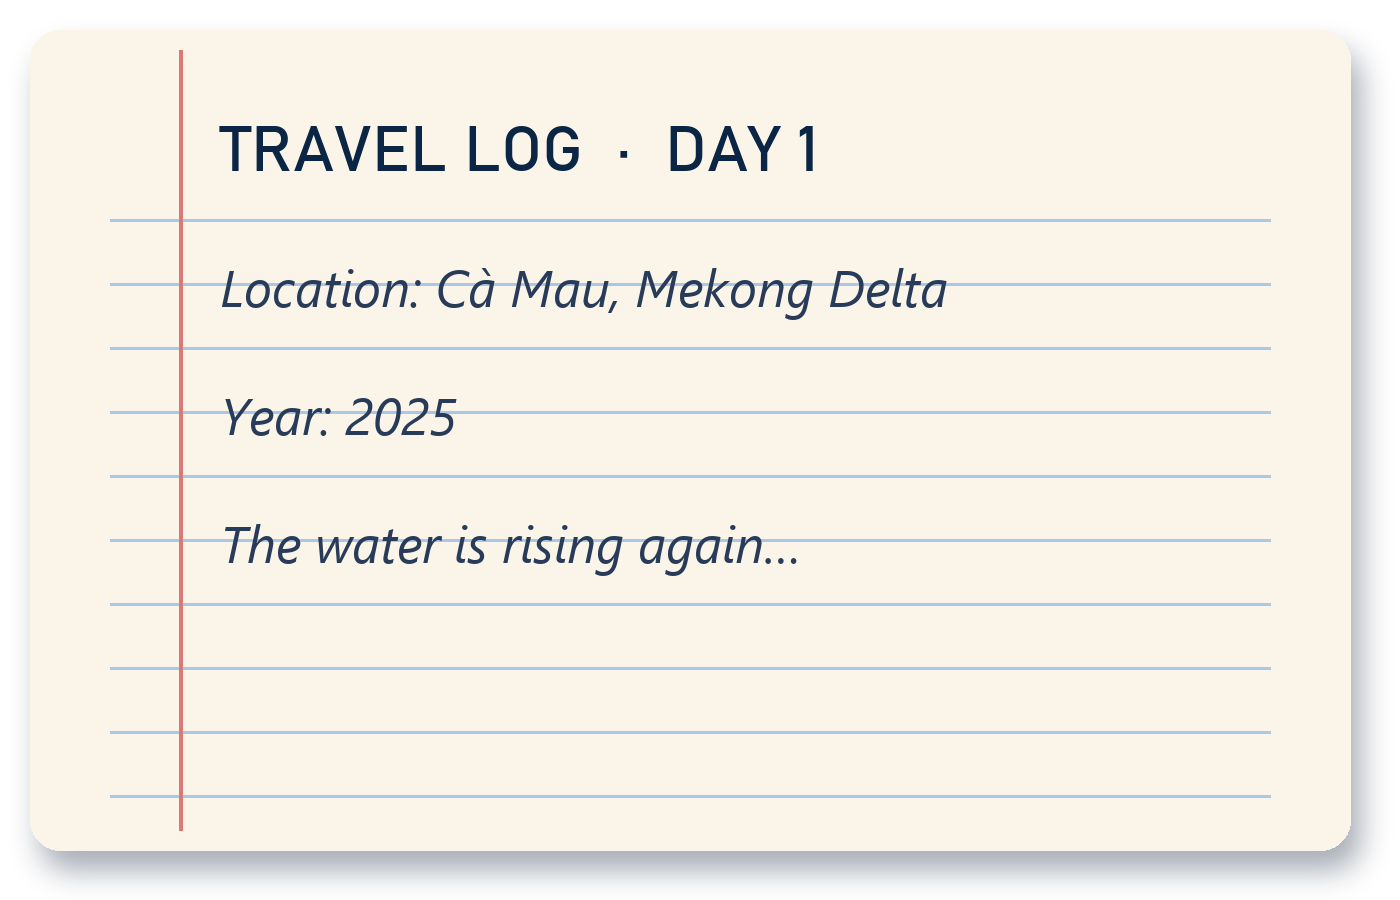 TRAVEL LOG · DAY 1
Location: Cà Mau, Mekong Delta
Year: 2025
The water is rising again...